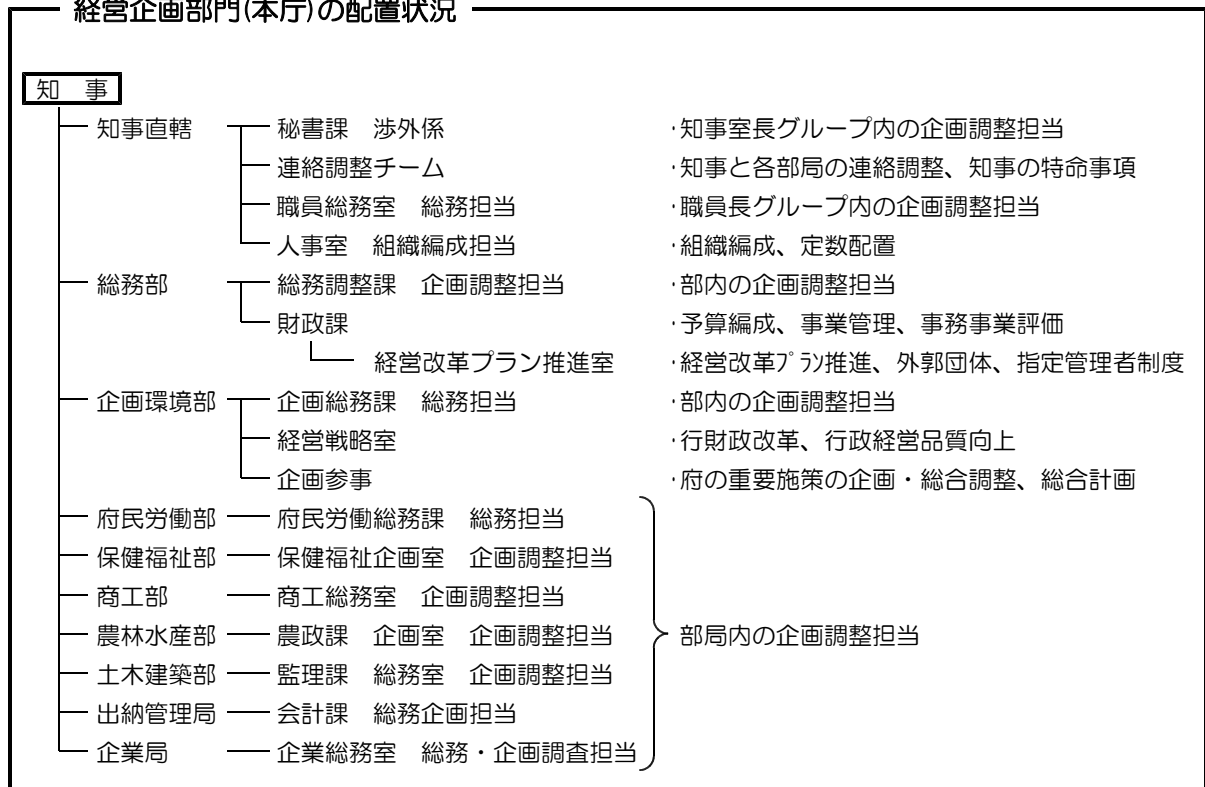 経営企画部門(本庁)の配置状況
知　事
知事直轄　秘書課　渉外係　・知事室長グループ内の企画調整担当
連絡調整チーム　・知事と各部局の連絡調整、知事の特命事項
職員総務室　総務担当　・職員長グループ内の企画調整担当
人事室　組織編成担当　・組織編成、定数配置
総務部　総務調整課　企画調整担当　・部内の企画調整担当
財政課　・予算編成、事業管理、事務事業評価
経営改革プラン推進室　・経営改革ﾌﾟﾗﾝ推進、外郭団体、指定管理者制度
企画環境部　企画総務課　総務担当　・部内の企画調整担当
経営戦略室　・行財政改革、行政経営品質向上
企画参事　・府の重要施策の企画・総合調整、総合計画
府民労働部　府民労働総務課　総務担当
保健福祉部　保健福祉企画室　企画調整担当
商工部　商工総務室　企画調整担当
農林水産部　農政課　企画室　企画調整担当　部局内の企画調整担当
土木建築部　監理課　総務室　企画調整担当
出納管理局　会計課　総務企画担当
企業局　企業総務室　総務・企画調査担当